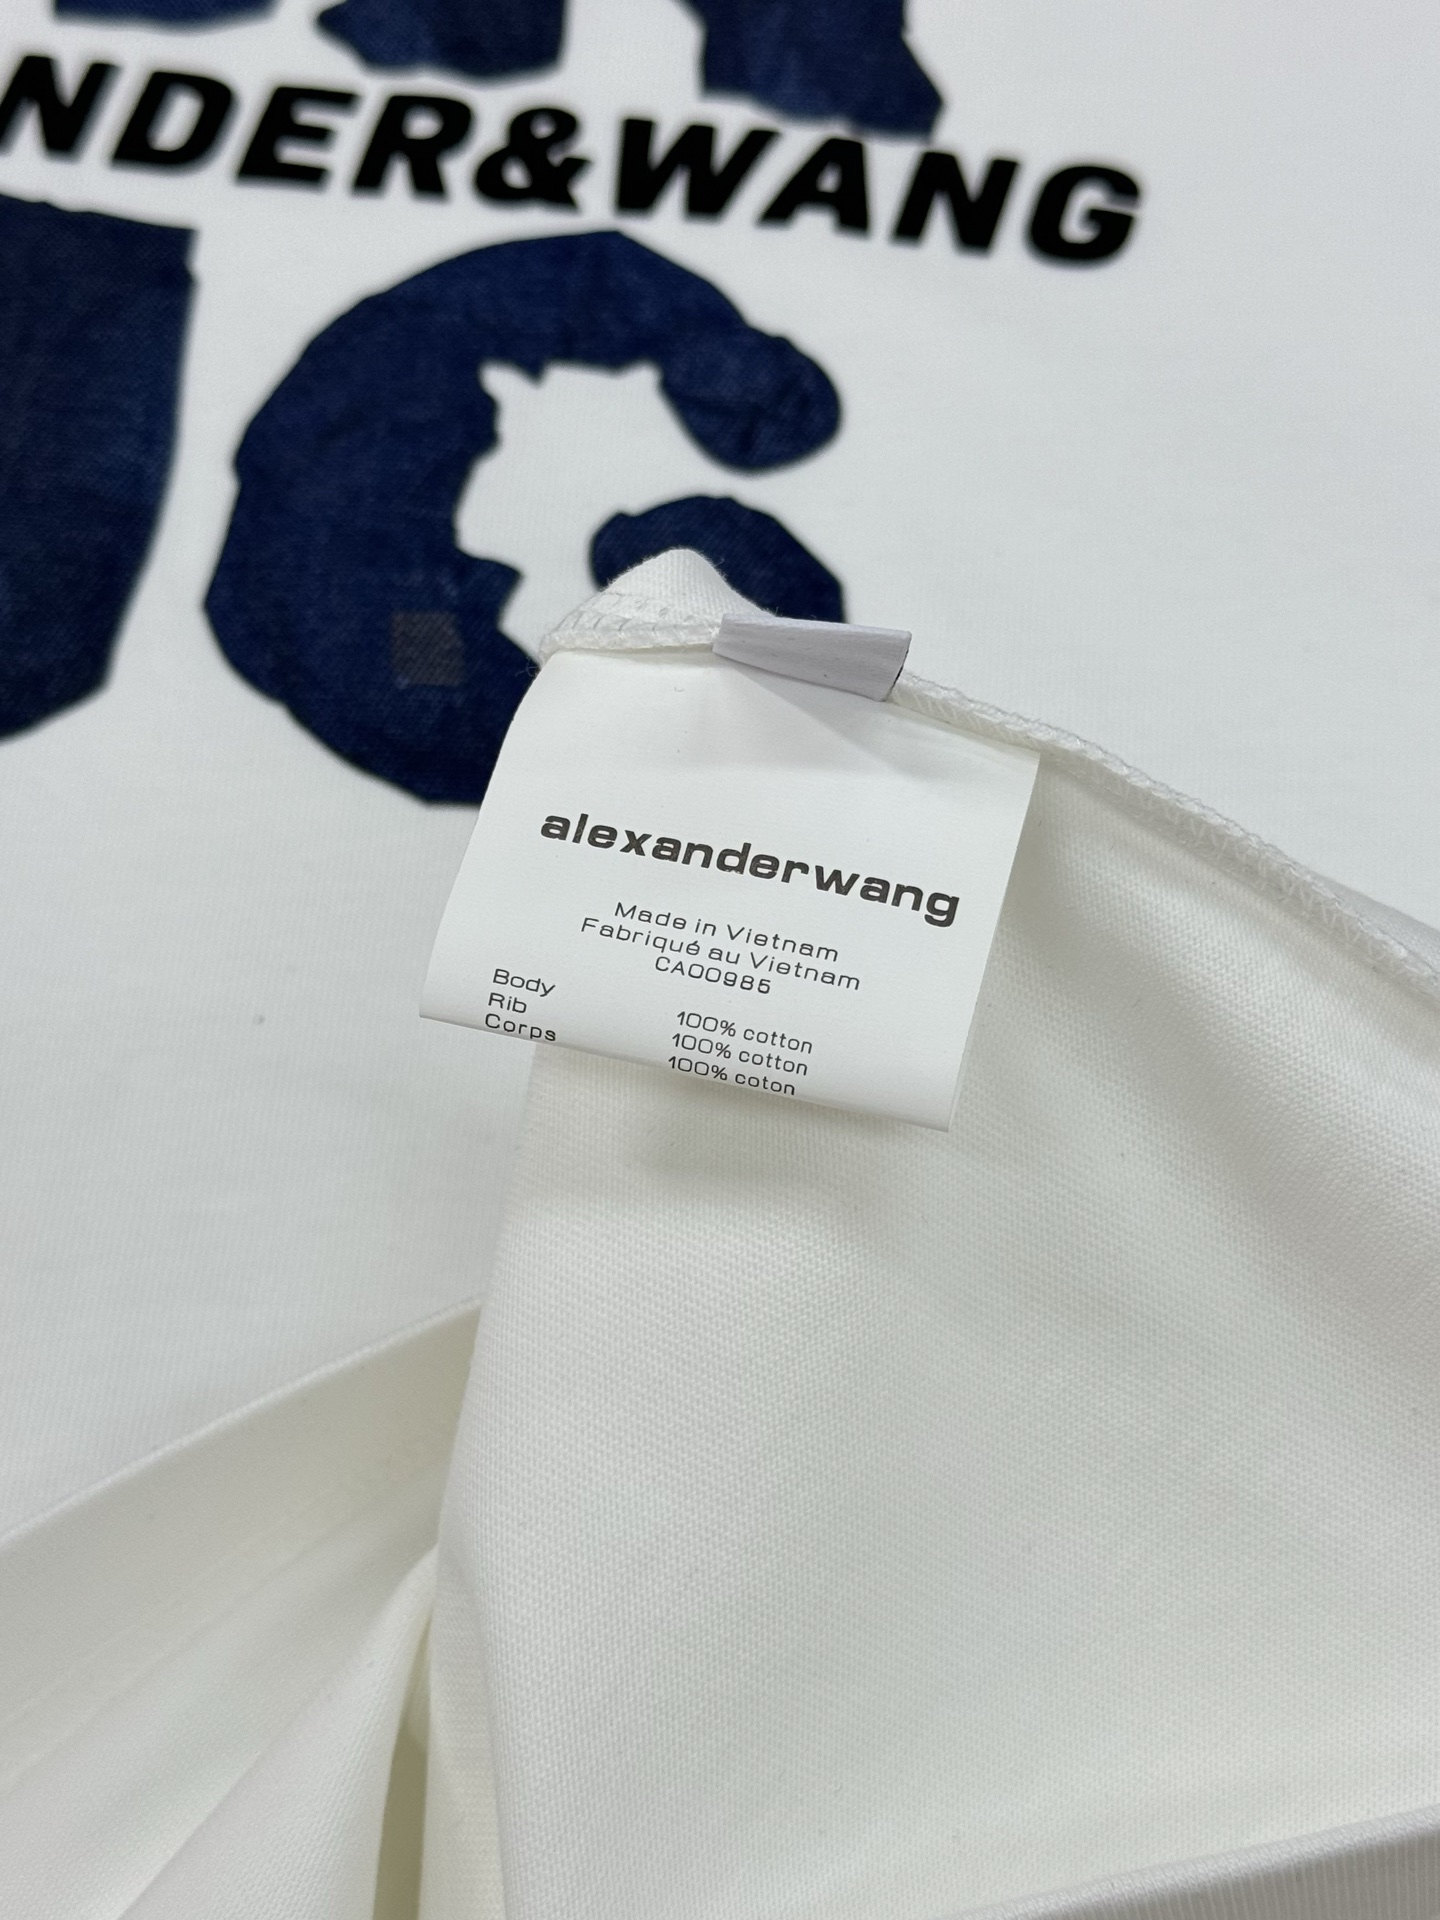 NDER&WANG
G
alexanderwang
Made in Vietnam
Fabriqué au Vietnam
CA00985
Body 100% cotton
Rib 100% cotton
Corps 100% coton